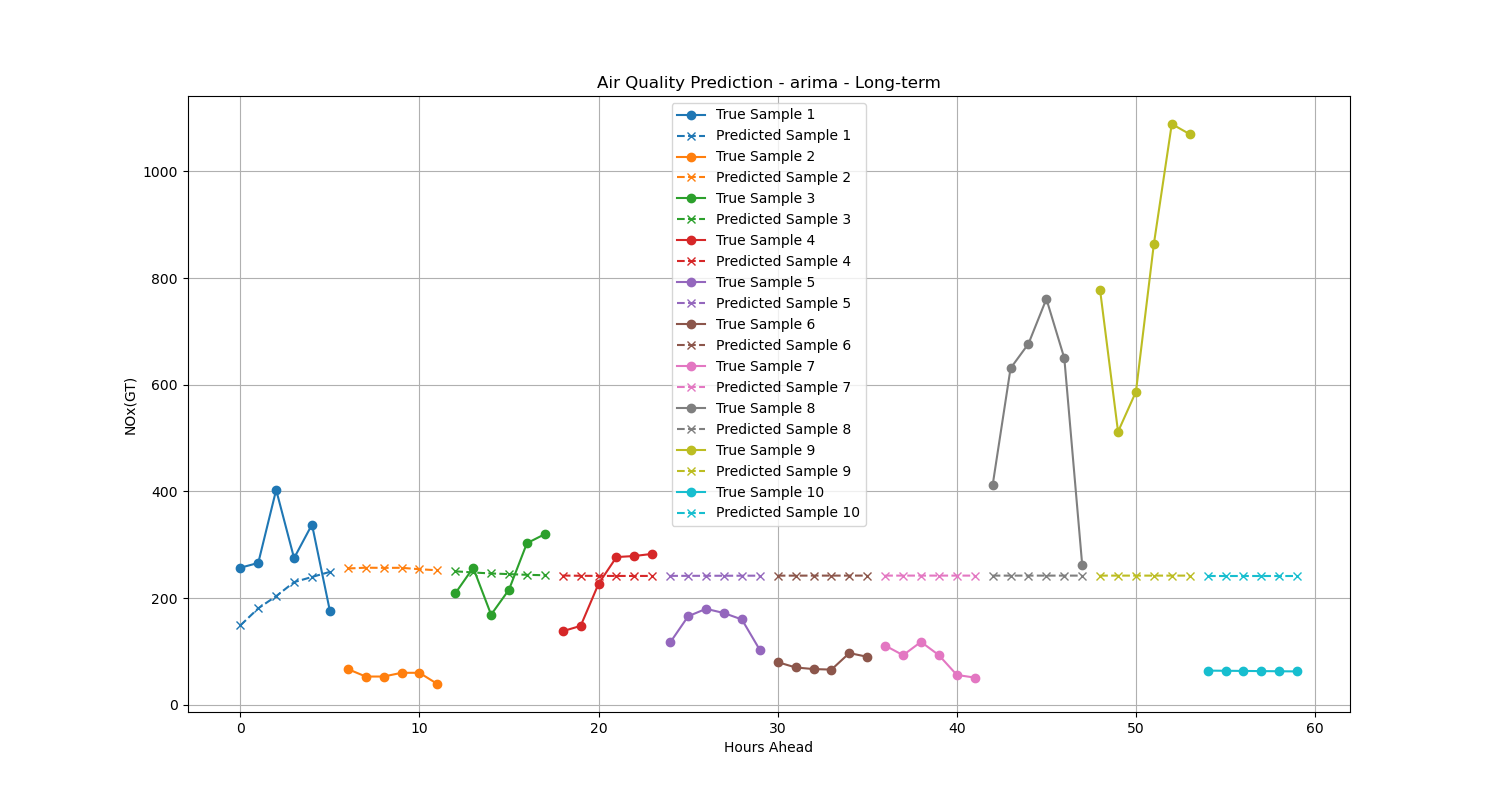 Air Quality Prediction - arima - Long-term
True Sample 1
Predicted Sample 1
True Sample 2
Predicted Sample 2
True Sample 3
Predicted Sample 3
True Sample 4
Predicted Sample 4
True Sample 5
Predicted Sample 5
True Sample 6
Predicted Sample 6
True Sample 7
Predicted Sample 7
True Sample 8
Predicted Sample 8
True Sample 9
Predicted Sample 9
True Sample 10
Predicted Sample 10
NOx(GT)
1000
800
600
400
200
0
0 10 20 30 40 50 60
Hours Ahead